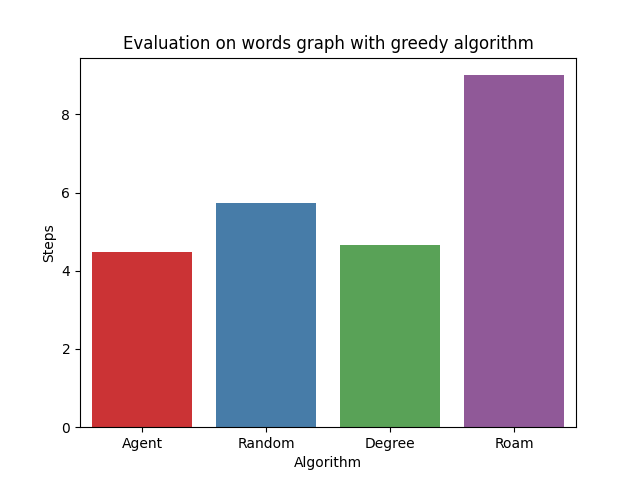 Evaluation on words graph with greedy algorithm
8
6
4
2
0
Steps
Agent Random Degree Roam
Algorithm